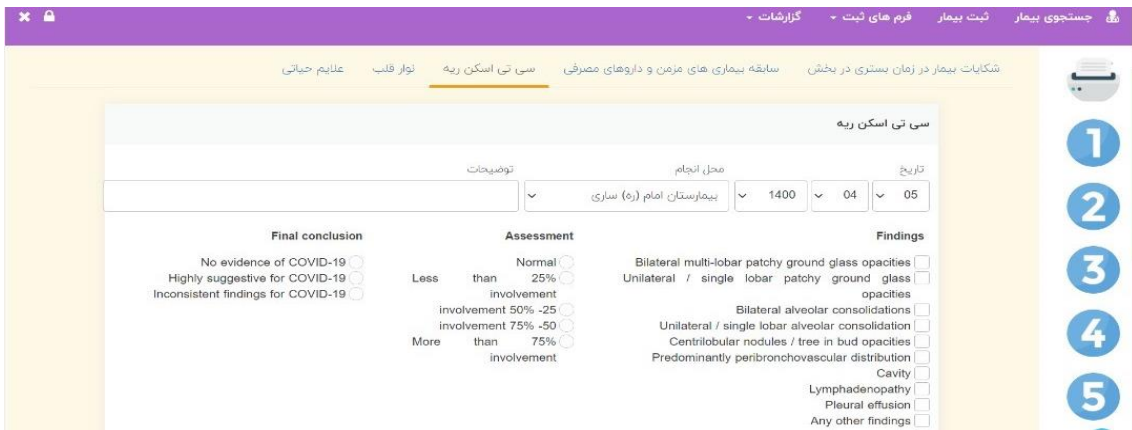 جستجوی بیمار ثبت بیمار فرم های ثبت گزارشات
شکایات بیمار در زمان بستری در بخش سابقه بیماری های مزمن و داروهای مصرفی سی تی اسکن ریه نوار قلب علایم حیاتی
سی تی اسکن ریه
تاریخ محل انجام توضیحات
05 04 1400 بیمارستان امام (ره) ساری
Findings
Bilateral multi-lobar patchy ground glass opacities
Unilateral / single lobar patchy ground glass
opacities
Bilateral alveolar consolidations
Unilateral / single lobar alveolar consolidation
Centrilobular nodules / tree in bud opacities
Predominantly peribronchovascular distribution
Cavity
Lymphadenopathy
Pleural effusion
Any other findings
Assessment
Normal
Less than 25%
involvement
involvement 50% -25
involvement 75% -50
More than 75%
involvement
Final conclusion
No evidence of COVID-19
Highly suggestive for COVID-19
Inconsistent findings for COVID-19
1
2
3
4
5